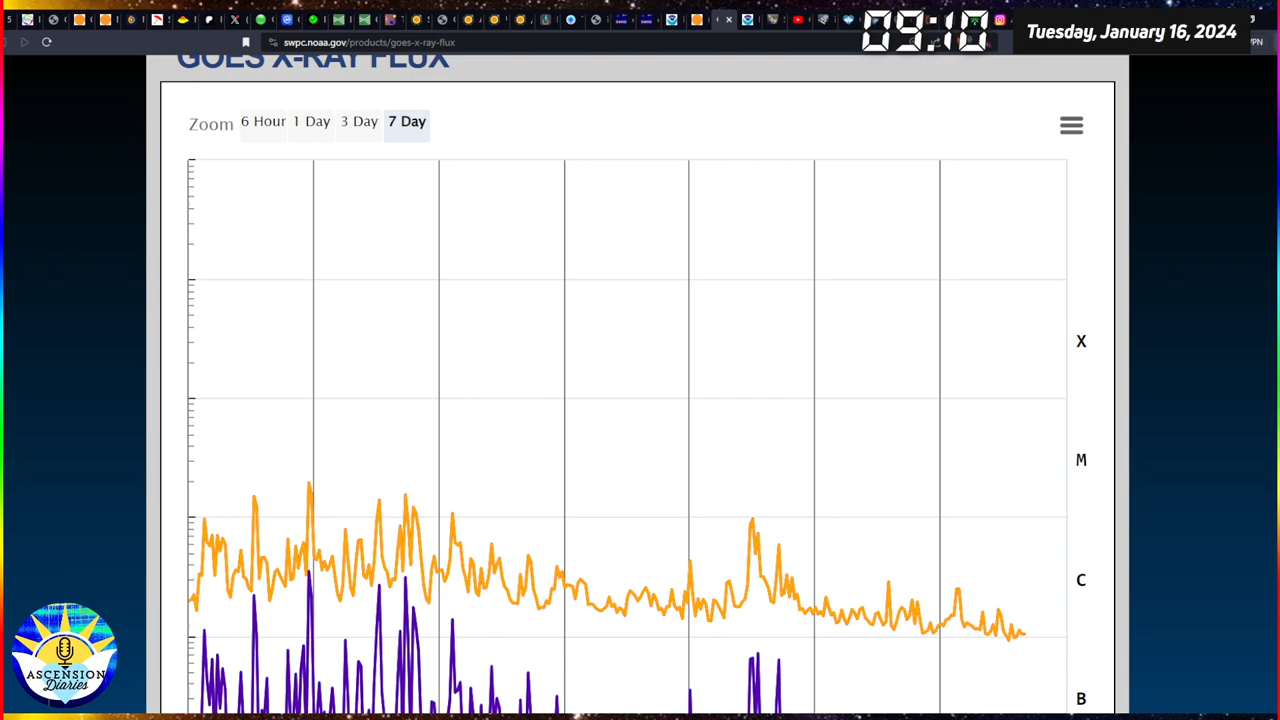 09:10
Tuesday, January 16, 2024
swpc.noaa.gov/products/goes-x-ray-flux
GOES X-RAY FLUX
Zoom 6 Hour 1 Day 3 Day 7 Day
X
M
C
B
ASCENSION
Diaries